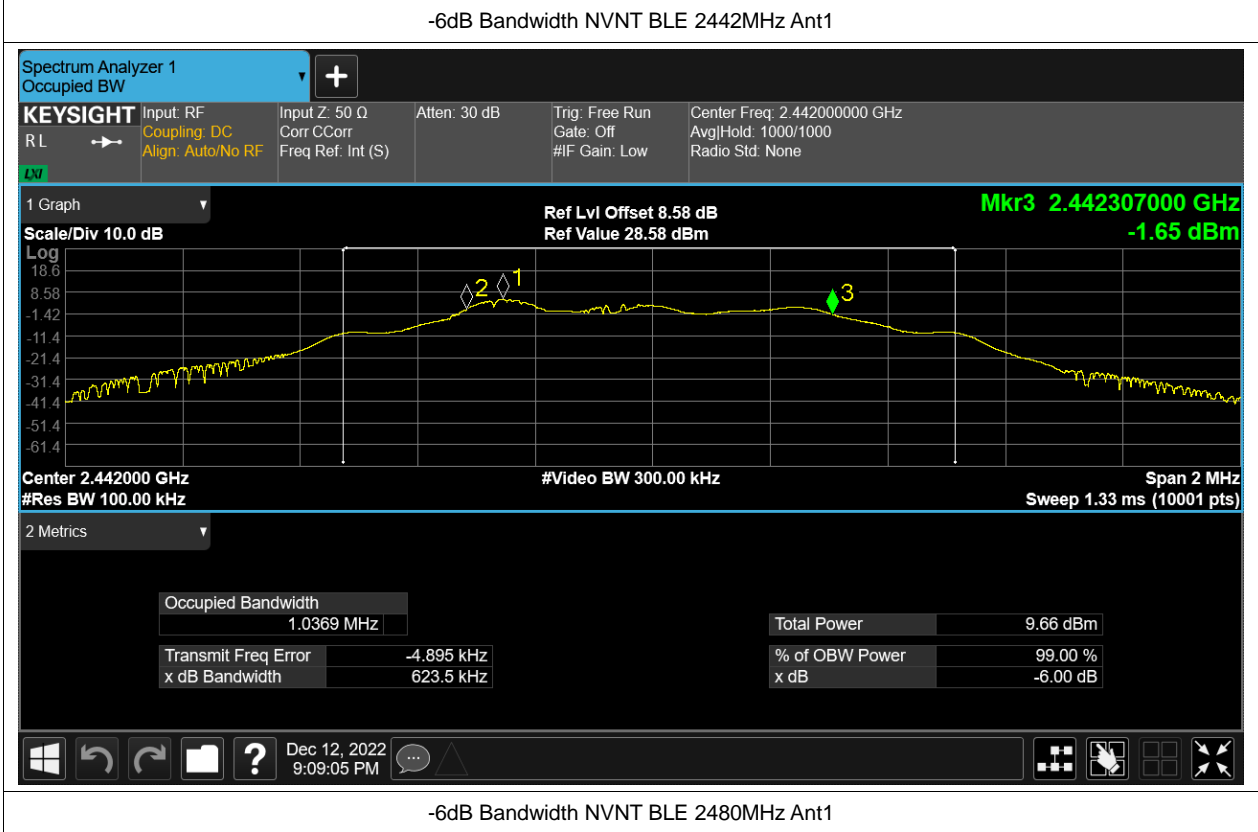 -6dB Bandwidth NVNT BLE 2442MHz Ant1
Spectrum Analyzer 1
Occupied BW
+
KEYSIGHT
R L
LXI
Input: RF
Coupling: DC
Align: Auto/No RF
Input Z: 50 Ω
Corr CCorr
Freq Ref: Int (S)
Atten: 30 dB
Trig: Free Run
Gate: Off
#IF Gain: Low
Center Freq: 2.442000000 GHz
Avg|Hold: 1000/1000
Radio Std: None
1 Graph
Scale/Div 10.0 dB
Ref Lvl Offset 8.58 dB
Ref Value 28.58 dBm
Mkr3 2.442307000 GHz
-1.65 dBm
Log
18.6
8.58
-1.42
-11.4
-21.4
-31.4
-41.4
-51.4
-61.4
2
1
3
Center 2.442000 GHz
#Res BW 100.00 kHz
#Video BW 300.00 kHz
Span 2 MHz
Sweep 1.33 ms (10001 pts)
2 Metrics
Occupied Bandwidth
1.0369 MHz
Transmit Freq Error -4.895 kHz
x dB Bandwidth 623.5 kHz
Total Power 9.66 dBm
% of OBW Power 99.00 %
x dB -6.00 dB
?
Dec 12, 2022
9:09:05 PM
-6dB Bandwidth NVNT BLE 2480MHz Ant1